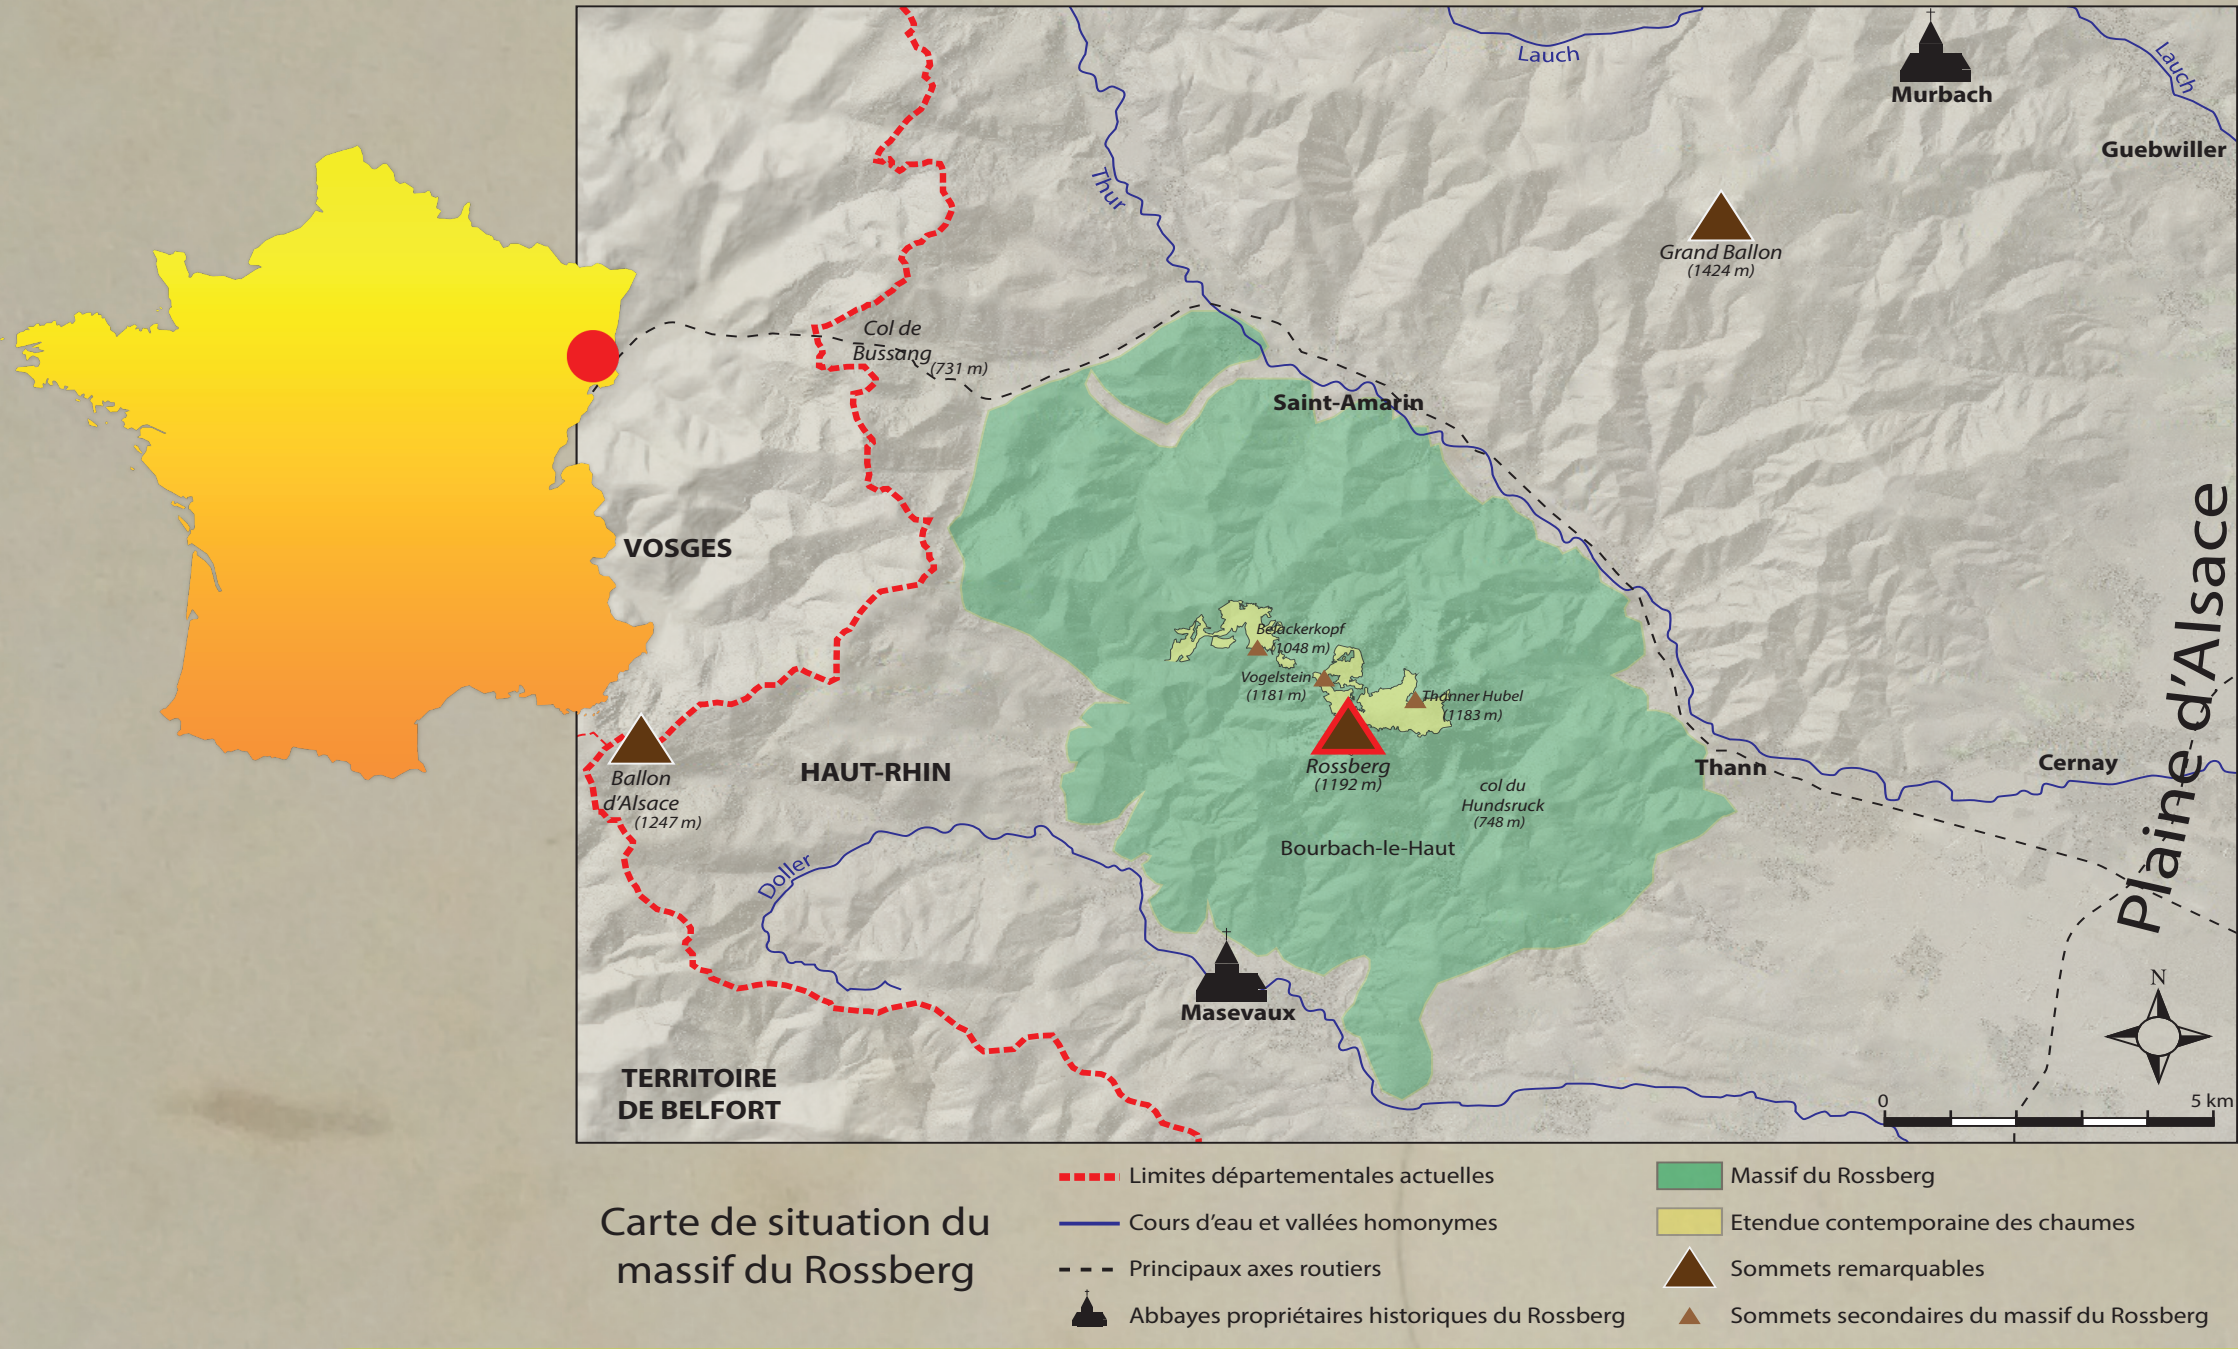 Lauch
Murbach
Lauch
Guebwiller
Thur
Grand Ballon
(1424 m)
Col de
Bussang
(731 m)
Saint-Amarin
VOSGES
Plaine d'Alsace
Belackerkopf
(1048 m)
Vogelstein
(1181 m)
Thanner Hubel
(1183 m)
Rossberg
(1192 m)
Ballon
d'Alsace
(1247 m)
HAUT-RHIN
Thann
Cernay
col du
Hundsruck
(748 m)
Bourbach-le-Haut
Doller
Masevaux
N
TERRITOIRE
DE BELFORT
0
5 km
Carte de situation du
massif du Rossberg
Limites départementales actuelles
Cours d'eau et vallées homonymes
Principaux axes routiers
Abbayes propriétaires historiques du Rossberg
Massif du Rossberg
Etendue contemporaine des chaumes
Sommets remarquables
Sommets secondaires du massif du Rossberg